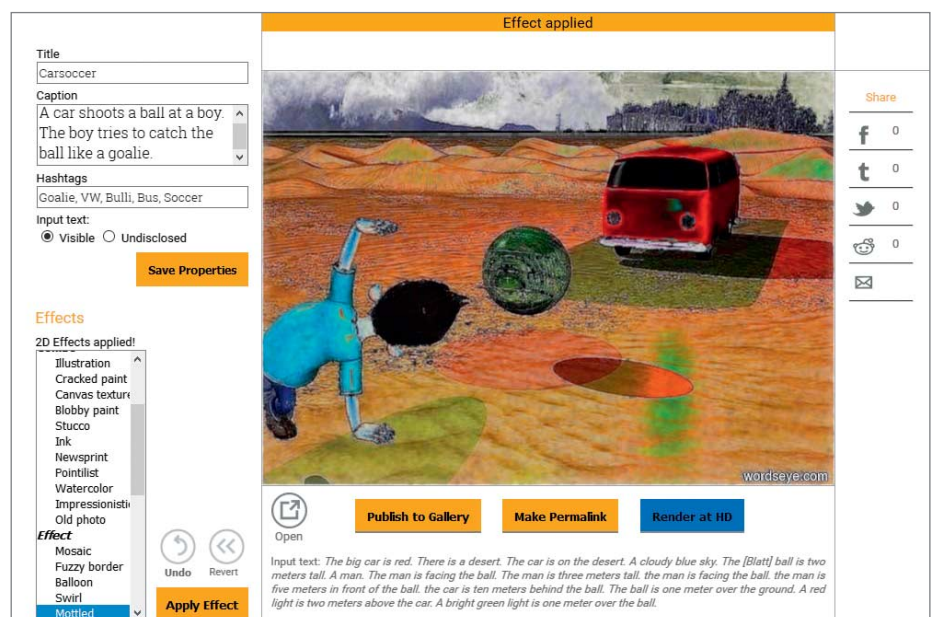 Effect applied
Title
Carsoccer
Caption
A car shoots a ball at a boy.
The boy tries to catch the
ball like a goalie.
Hashtags
Goalie, VW, Bulli, Bus, Soccer
Input text:
Visible Undisclosed
Save Properties
Effects
2D Effects applied!
Illustration
Cracked paint
Canvas texture
Blobby paint
Stucco
Ink
Newsprint
Pointilist
Watercolor
Impressionisti
Old photo
Effect
Mosaic
Fuzzy border
Balloon
Swirl
Mottled
Undo Revert
Apply Effect
wordseye.com
Open
Publish to Gallery Make Permalink Render at HD
Input text: The big car is red. There is a desert. The car is on the desert. A cloudy blue sky. The [Blatt] ball is two
meters tall. A man. The man is facing the ball. The man is three meters tall. the man is facing the ball. the man is
five meters in front of the ball. the car is ten meters behind the ball. The ball is one meter over the ground. A red
light is two meters above the car. A bright green light is one meter over the ball.
Share
f 0
t 0
0
0